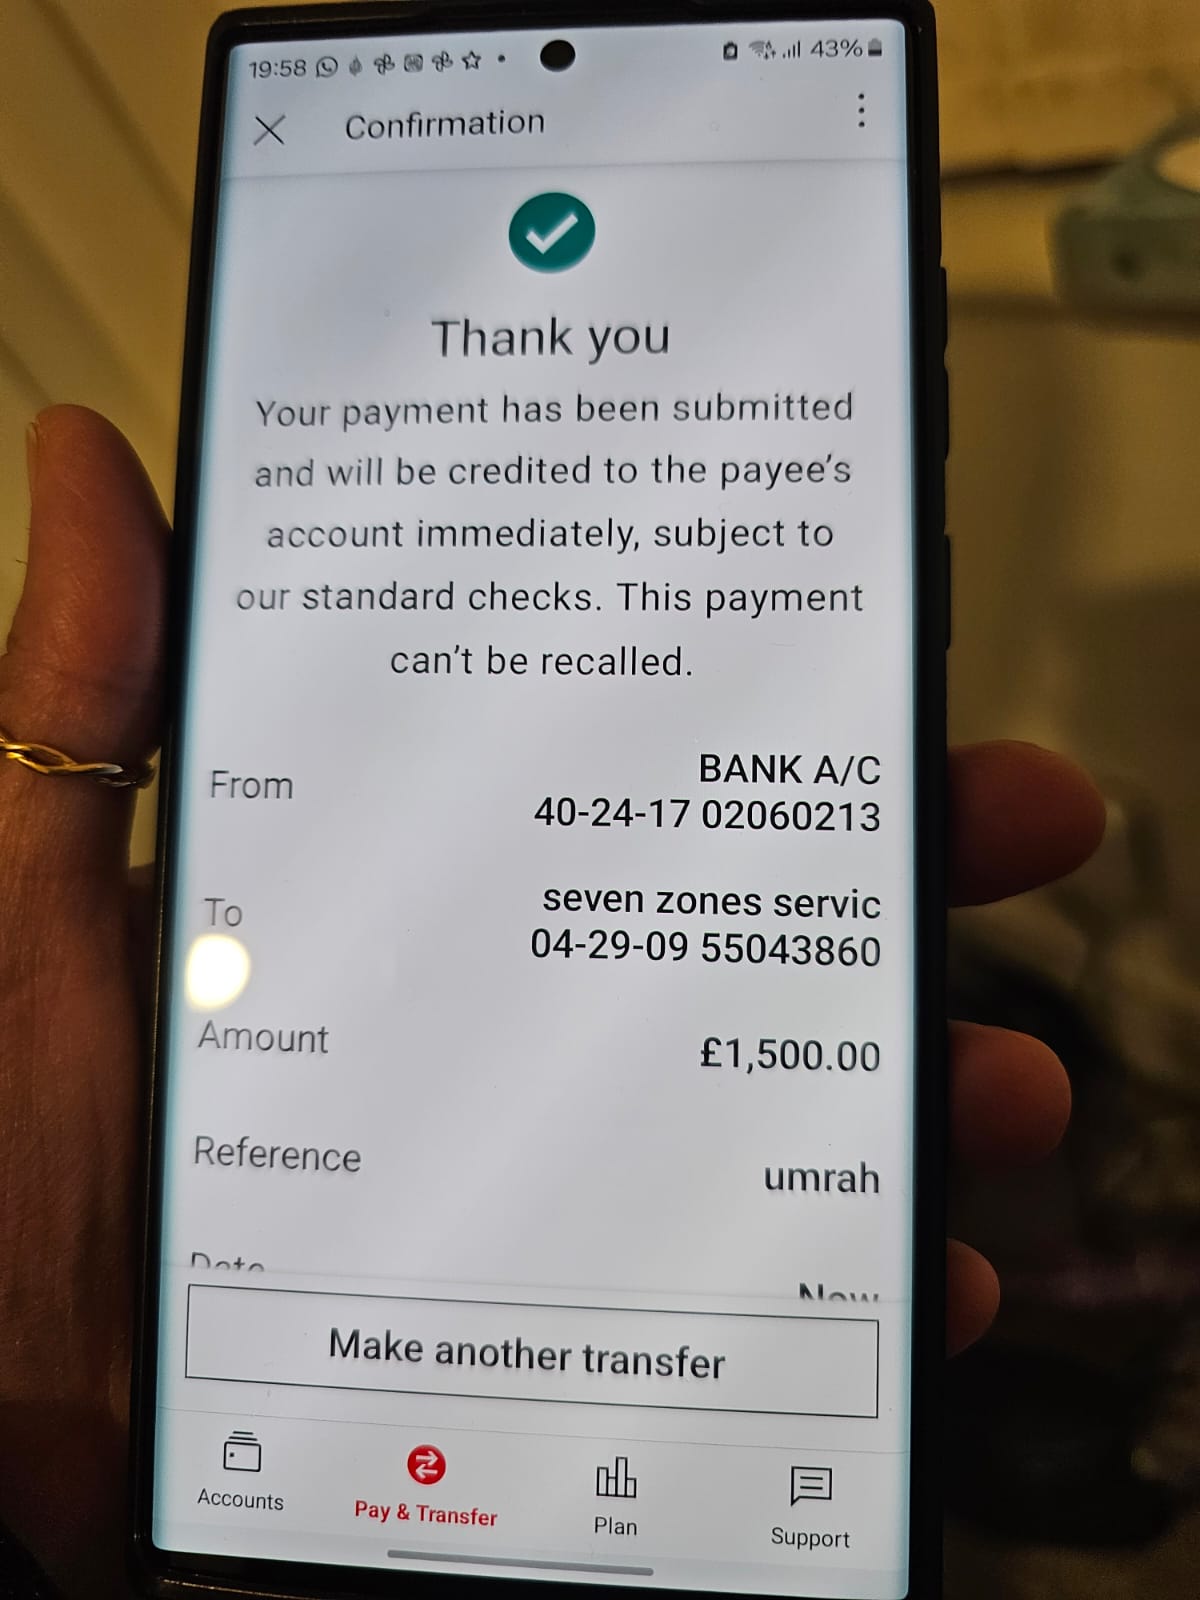 19:58
43%
Confirmation
Thank you
Your payment has been submitted
and will be credited to the payee's
account immediately, subject to
our standard checks. This payment
can't be recalled.
From
BANK A/C
40-24-17 02060213
To
seven zones servic
04-29-09 55043860
Amount
£1,500.00
Reference
umrah
Date
Now
Make another transfer
Accounts
Pay & Transfer
Plan
Support